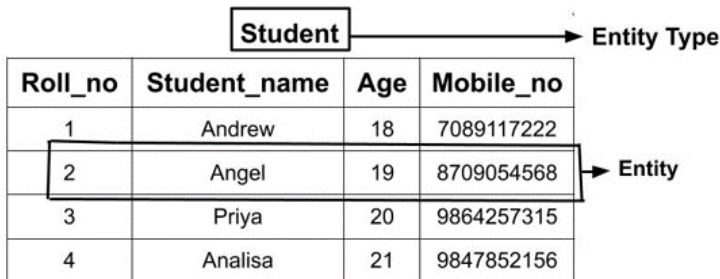 Student Entity Type
Roll_no Student_name Age Mobile_no
1 Andrew 18 7089117222
2 Angel 19 8709054568 Entity
3 Priya 20 9864257315
4 Analisa 21 9847852156